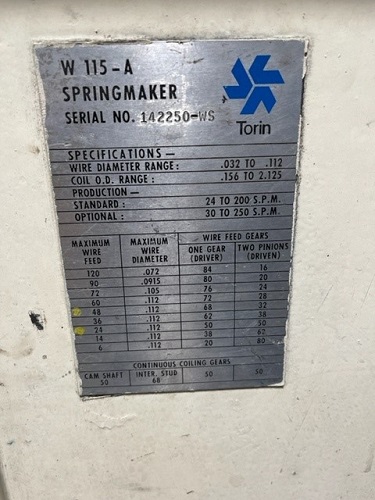 W 115-A
SPRINGMAKER
SERIAL NO. 142250-WS
Torin
SPECIFICATIONS —
WIRE DIAMETER RANGE: .032 TO .112
COIL O.D. RANGE: .156 TO 2.125
PRODUCTION —
STANDARD: 24 TO 200 S.P.M.
OPTIONAL: 30 TO 250 S.P.M.
MAXIMUM WIRE FEED MAXIMUM WIRE DIAMETER WIRE FEED GEARS
ONE GEAR (DRIVER) TWO PINIONS (DRIVEN)
120 .072 84 16
90 .0915 80 20
72 .105 76 24
60 .112 72 28
48 .112 68 32
36 .112 62 38
24 .112 50 50
14 .112 38 62
6 .112 20 80
CONTINUOUS COILING GEARS
CAM SHAFT 50 INTER. STUD 68 50 50